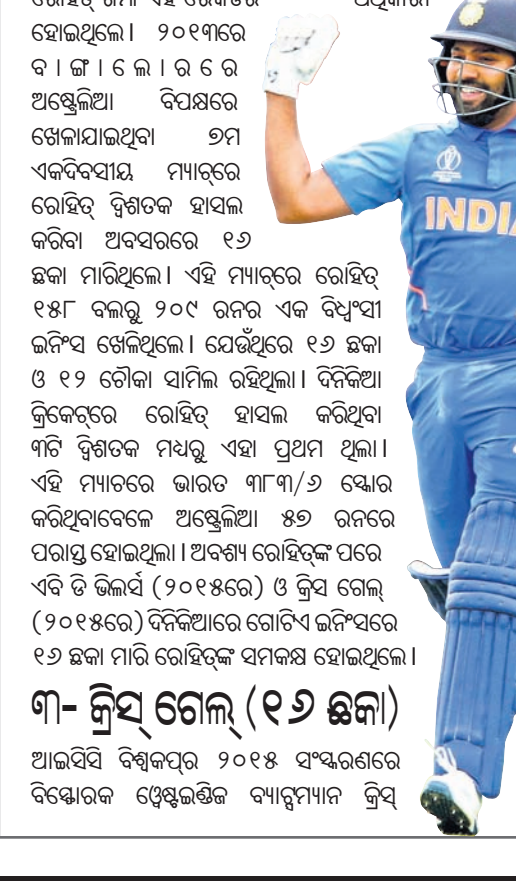 ହୋଇଥିଲେ। ୨୦୧୩ରେ
ବାଙ୍ଗାଲୋରରେ
ଅଷ୍ଟ୍ରେଲିଆ ବିପକ୍ଷରେ
ଖେଳାଯାଇଥିବା ୭ମ
ଏକଦିବସୀୟ ମ୍ୟାଚ୍‌ରେ
ରୋହିତ୍ ଦ୍ୱିଶତକ ହାସଲ
କରିବା ଅବସରରେ ୧୬
ଛକା ମାରିଥିଲେ। ଏହି ମ୍ୟାଚ୍‌ରେ ରୋହିତ୍
୧୫୮ ବଲରୁ ୨୦୯ ରନର ଏକ ବିଧ୍ୱଂସୀ
ଇନିଂସ ଖେଳିଥିଲେ। ଯେଉଁଥିରେ ୧୬ ଛକା
ଓ ୧୨ ଚୌକା ସାମିଲ ରହିଥିଲା। ଦିନିକିଆ
କ୍ରିକେଟ୍‌ରେ ରୋହିତ୍ ହାସଲ କରିଥିବା
୩ଟି ଦ୍ୱିଶତକ ମଧ୍ୟରୁ ଏହା ପ୍ରଥମ ଥିଲା।
ଏହି ମ୍ୟାଚରେ ଭାରତ ୩୮୩/୬ ସ୍କୋର
କରିଥିବାବେଳେ ଅଷ୍ଟ୍ରେଲିଆ ୫୭ ରନରେ
ପରାସ୍ତ ହୋଇଥିଲା। ଅବଶ୍ୟ ରୋହିତ୍‌ଙ୍କ ପରେ
ଏବି ଡି ଭିଲର୍ସ (୨୦୧୫ରେ) ଓ କ୍ରିସ ଗେଲ୍
(୨୦୧୫ରେ) ଦିନିକିଆରେ ଗୋଟିଏ ଇନିଂସରେ
୧୬ ଛକା ମାରି ରୋହିତ୍‌ଙ୍କ ସମକକ୍ଷ ହୋଇଥିଲେ।
୩- କ୍ରିସ୍ ଗେଲ୍ (୧୬ ଛକା)
ଆଇସିସି ବିଶ୍ୱକପ୍‌ର ୨୦୧୫ ସଂସ୍କରଣରେ
ବିସ୍ଫୋରକ ୱେଷ୍ଟଇଣ୍ଡିଜ ବ୍ୟାଟ୍ସମ୍ୟାନ କ୍ରିସ୍